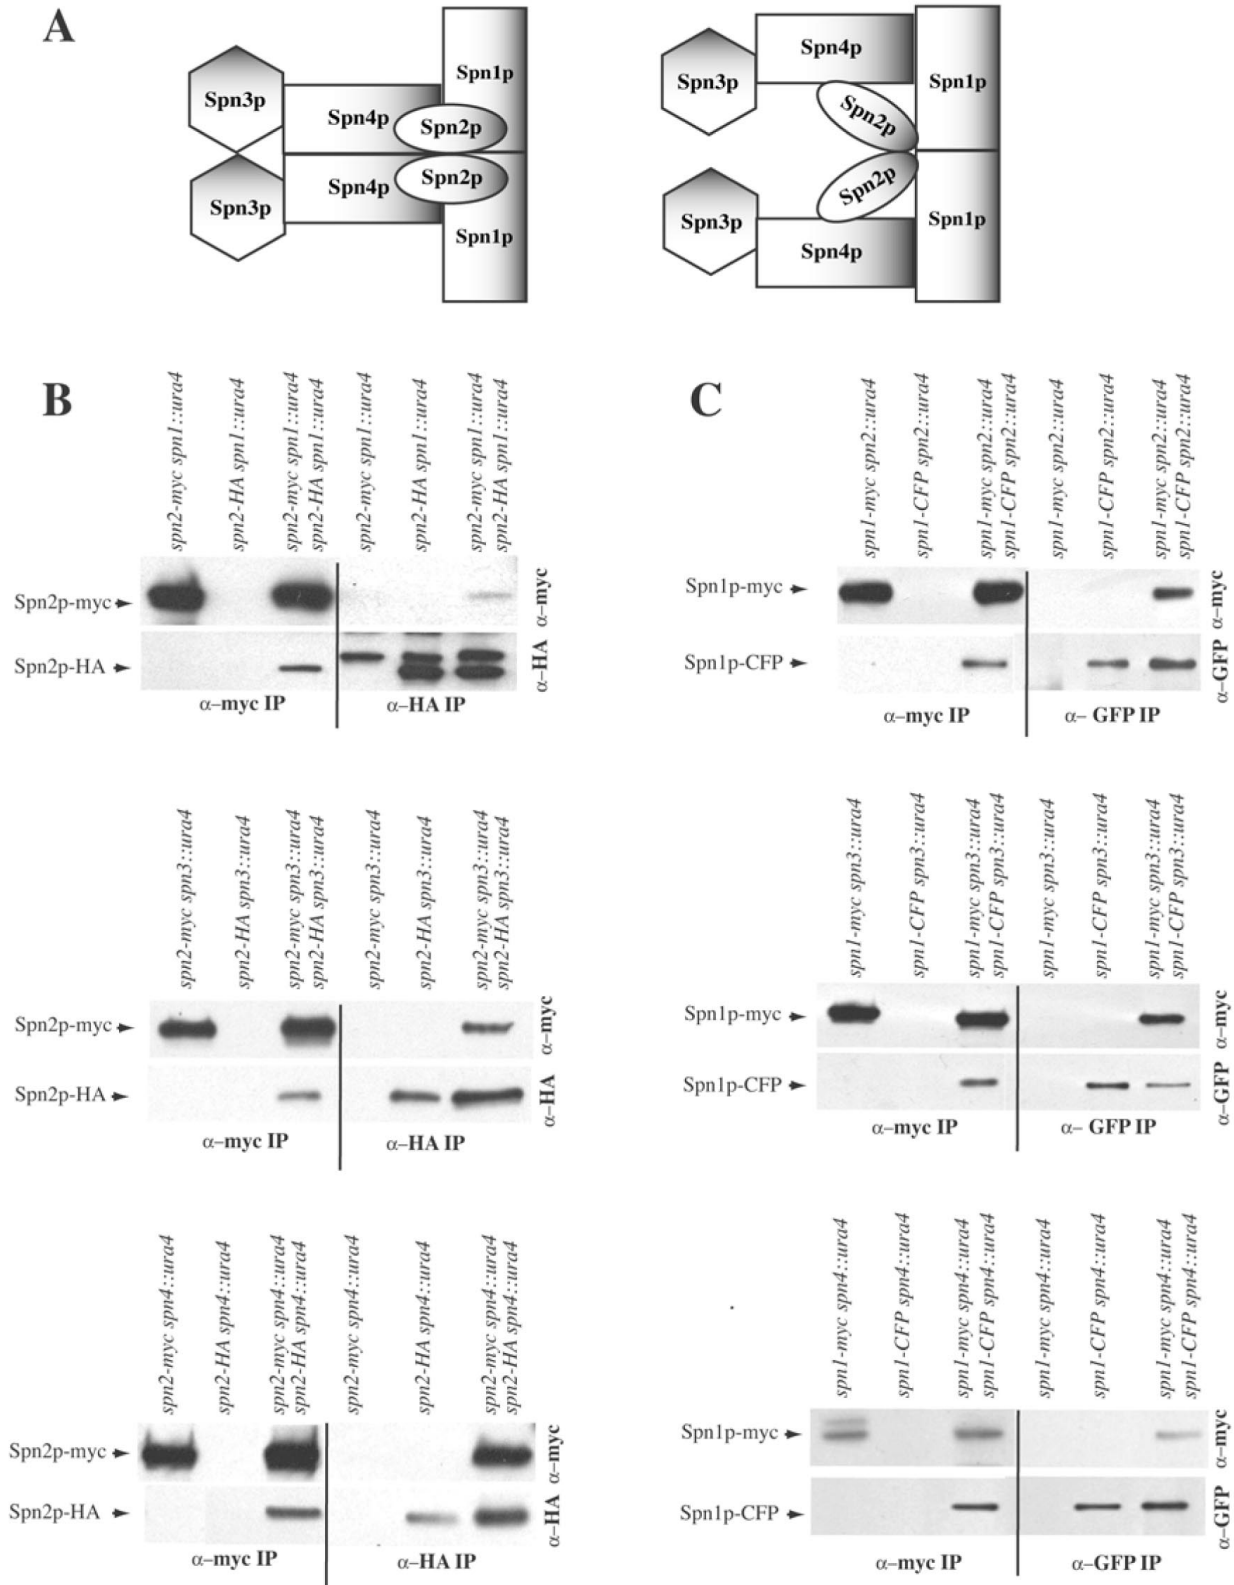 A
Spn3p
Spn4p
Spn2p
Spn1p
Spn3p
Spn4p
Spn2p
Spn1p
Spn3p
Spn4p
Spn2p
Spn1p
Spn3p
Spn4p
Spn2p
Spn1p
B
spn2-myc spn1::ura4
spn2-HA spn1::ura4
spn2-myc spn1::ura4
spn2-HA spn1::ura4
spn2-myc spn1::ura4
spn2-HA spn1::ura4
spn2-myc spn1::ura4
spn2-HA spn1::ura4
Spn2p-myc
α–myc
Spn2p-HA
α–HA
α–myc IP
α–HA IP
spn2-myc spn3::ura4
spn2-HA spn3::ura4
spn2-myc spn3::ura4
spn2-HA spn3::ura4
spn2-myc spn3::ura4
spn2-HA spn3::ura4
spn2-myc spn3::ura4
spn2-HA spn3::ura4
Spn2p-myc
α–myc
Spn2p-HA
α–HA
α–myc IP
α–HA IP
spn2-myc spn4::ura4
spn2-HA spn4::ura4
spn2-myc spn4::ura4
spn2-HA spn4::ura4
spn2-myc spn4::ura4
spn2-HA spn4::ura4
spn2-myc spn4::ura4
spn2-HA spn4::ura4
Spn2p-myc
α–myc
Spn2p-HA
α–HA
α–myc IP
α–HA IP
C
spn1-myc spn2::ura4
spn1-CFP spn2::ura4
spn1-myc spn2::ura4
spn1-CFP spn2::ura4
spn1-myc spn2::ura4
spn1-CFP spn2::ura4
spn1-myc spn2::ura4
spn1-CFP spn2::ura4
Spn1p-myc
α–myc
Spn1p-CFP
α–GFP
α–myc IP
α– GFP IP
spn1-myc spn3::ura4
spn1-CFP spn3::ura4
spn1-myc spn3::ura4
spn1-CFP spn3::ura4
spn1-myc spn3::ura4
spn1-CFP spn3::ura4
spn1-myc spn3::ura4
spn1-CFP spn3::ura4
Spn1p-myc
α–myc
Spn1p-CFP
α–GFP
α–myc IP
α– GFP IP
spn1-myc spn4::ura4
spn1-CFP spn4::ura4
spn1-myc spn4::ura4
spn1-CFP spn4::ura4
spn1-myc spn4::ura4
spn1-CFP spn4::ura4
spn1-myc spn4::ura4
spn1-CFP spn4::ura4
Spn1p-myc
α–myc
Spn1p-CFP
α–GFP
α–myc IP
α–GFP IP